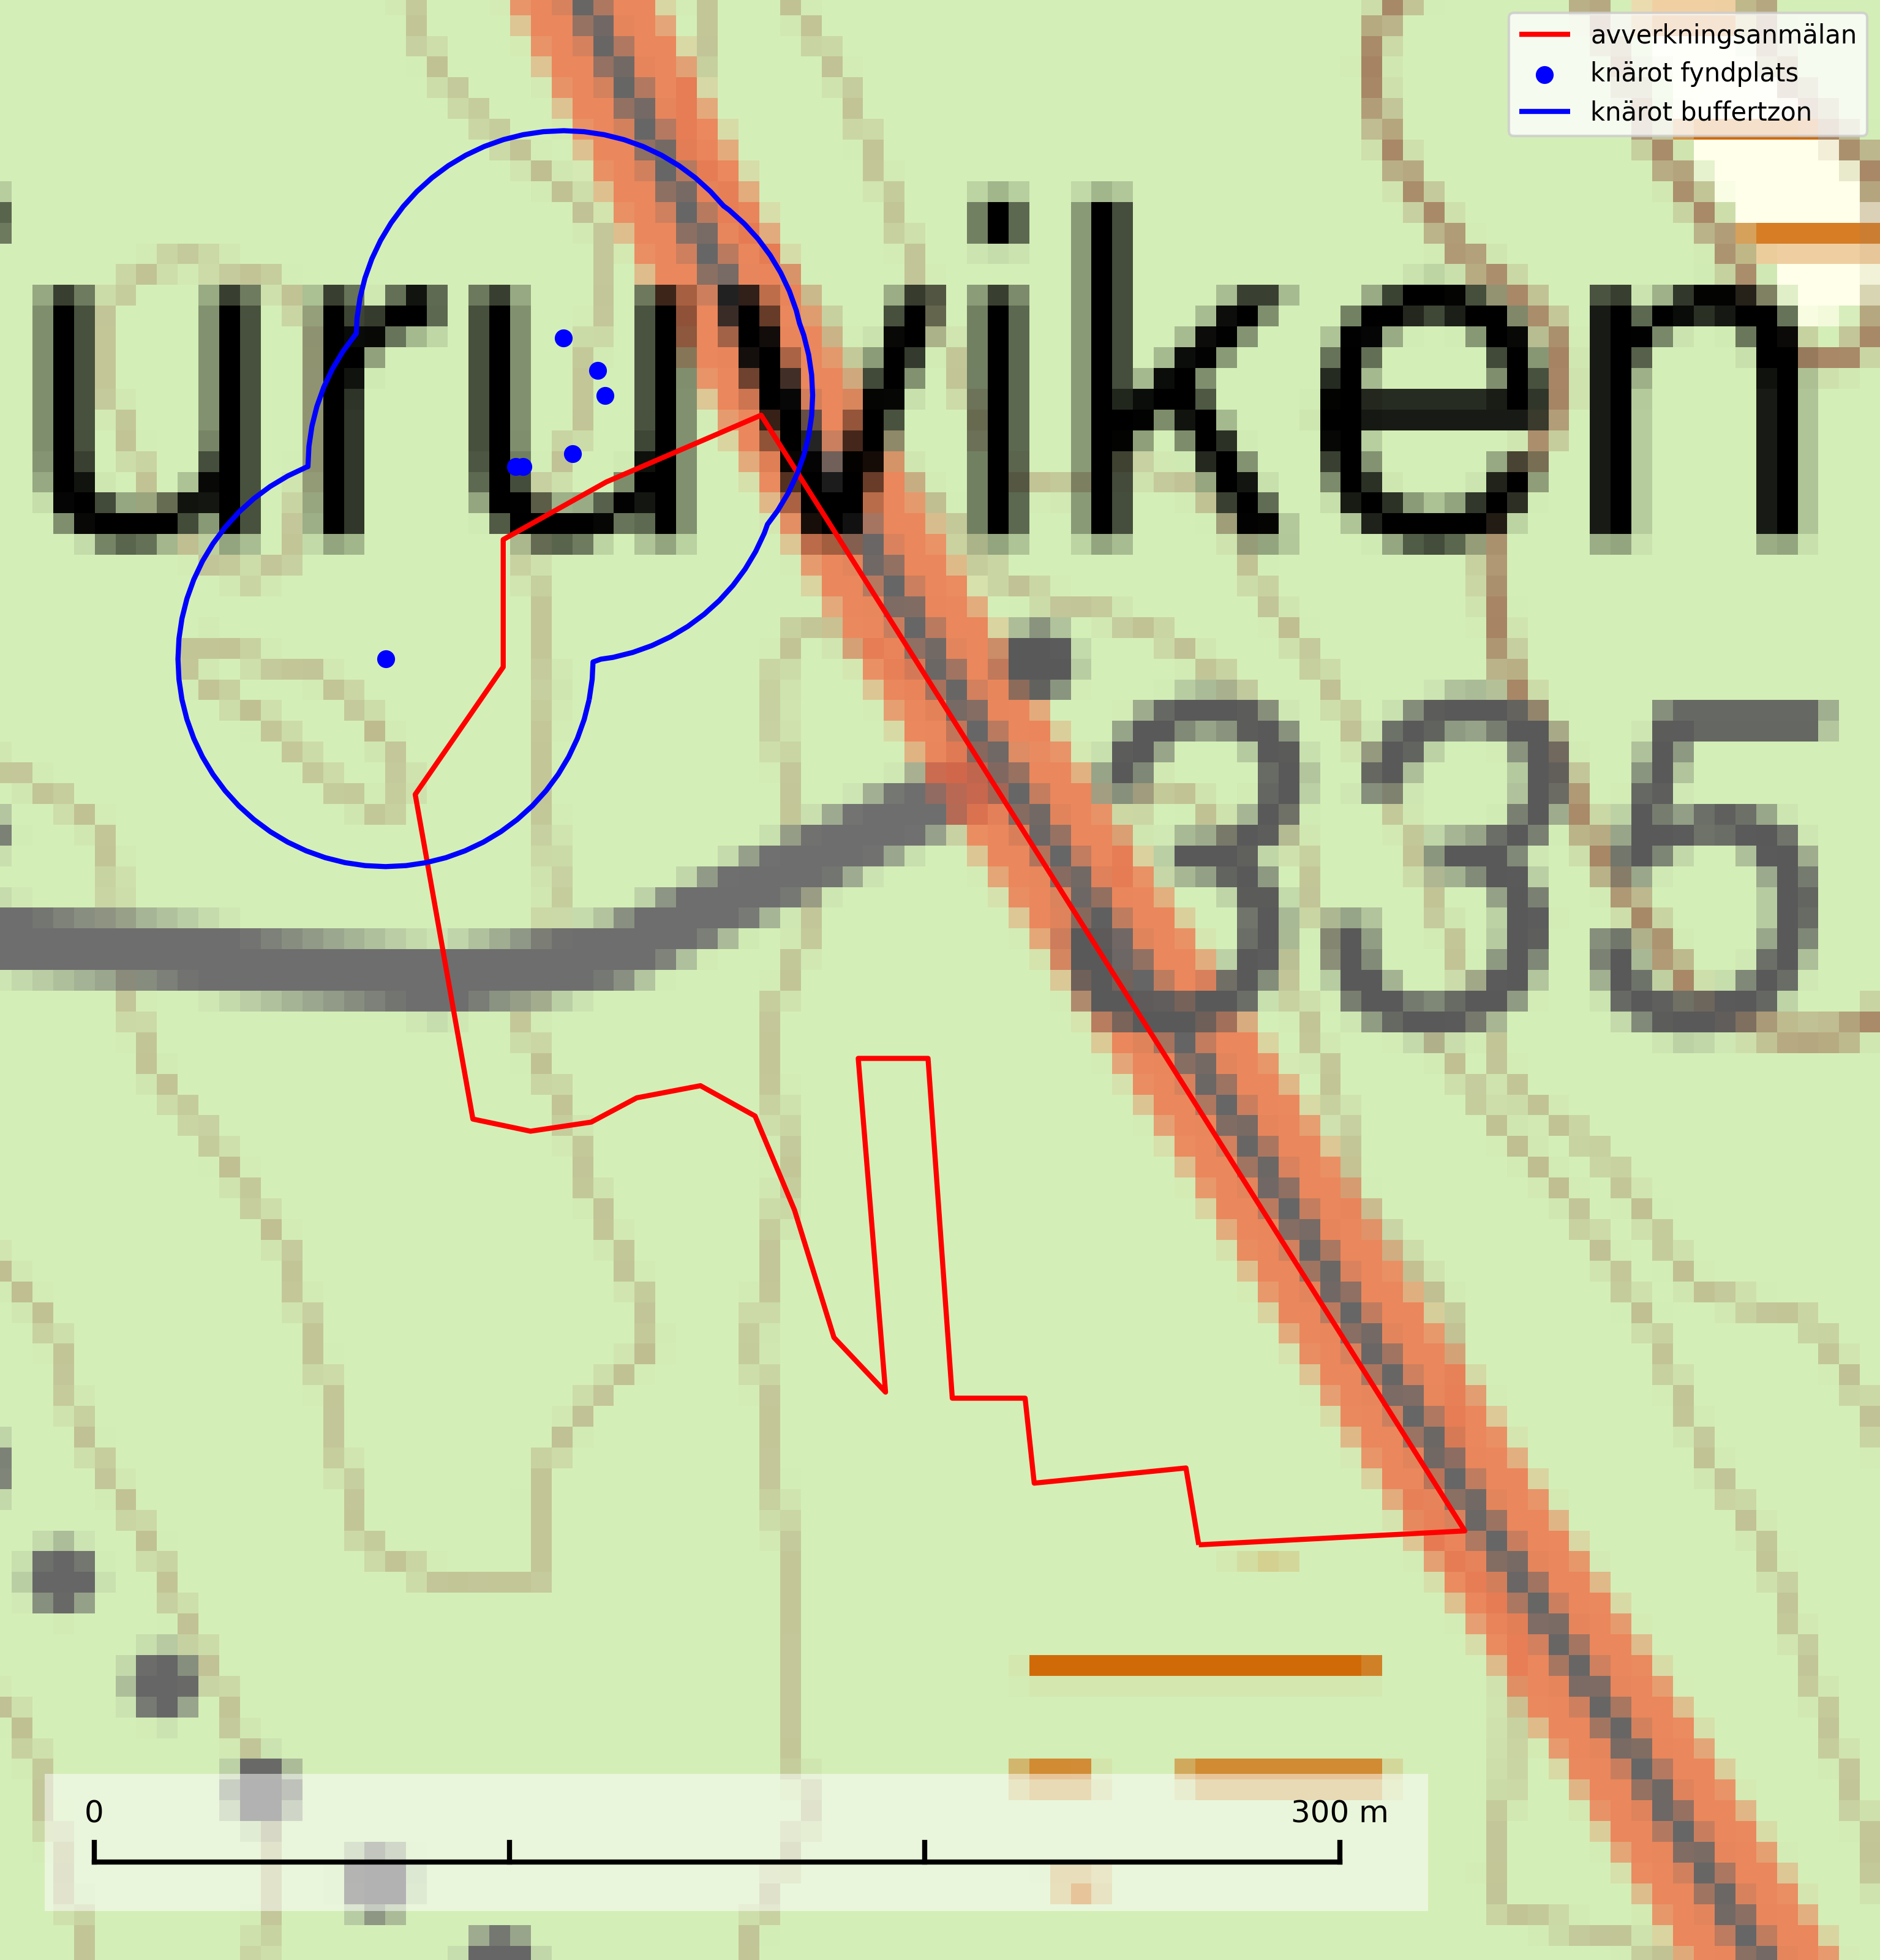 avverkningsanmälan
knärot fyndplats
knärot buffertzon
uruviken
335
0 300 m